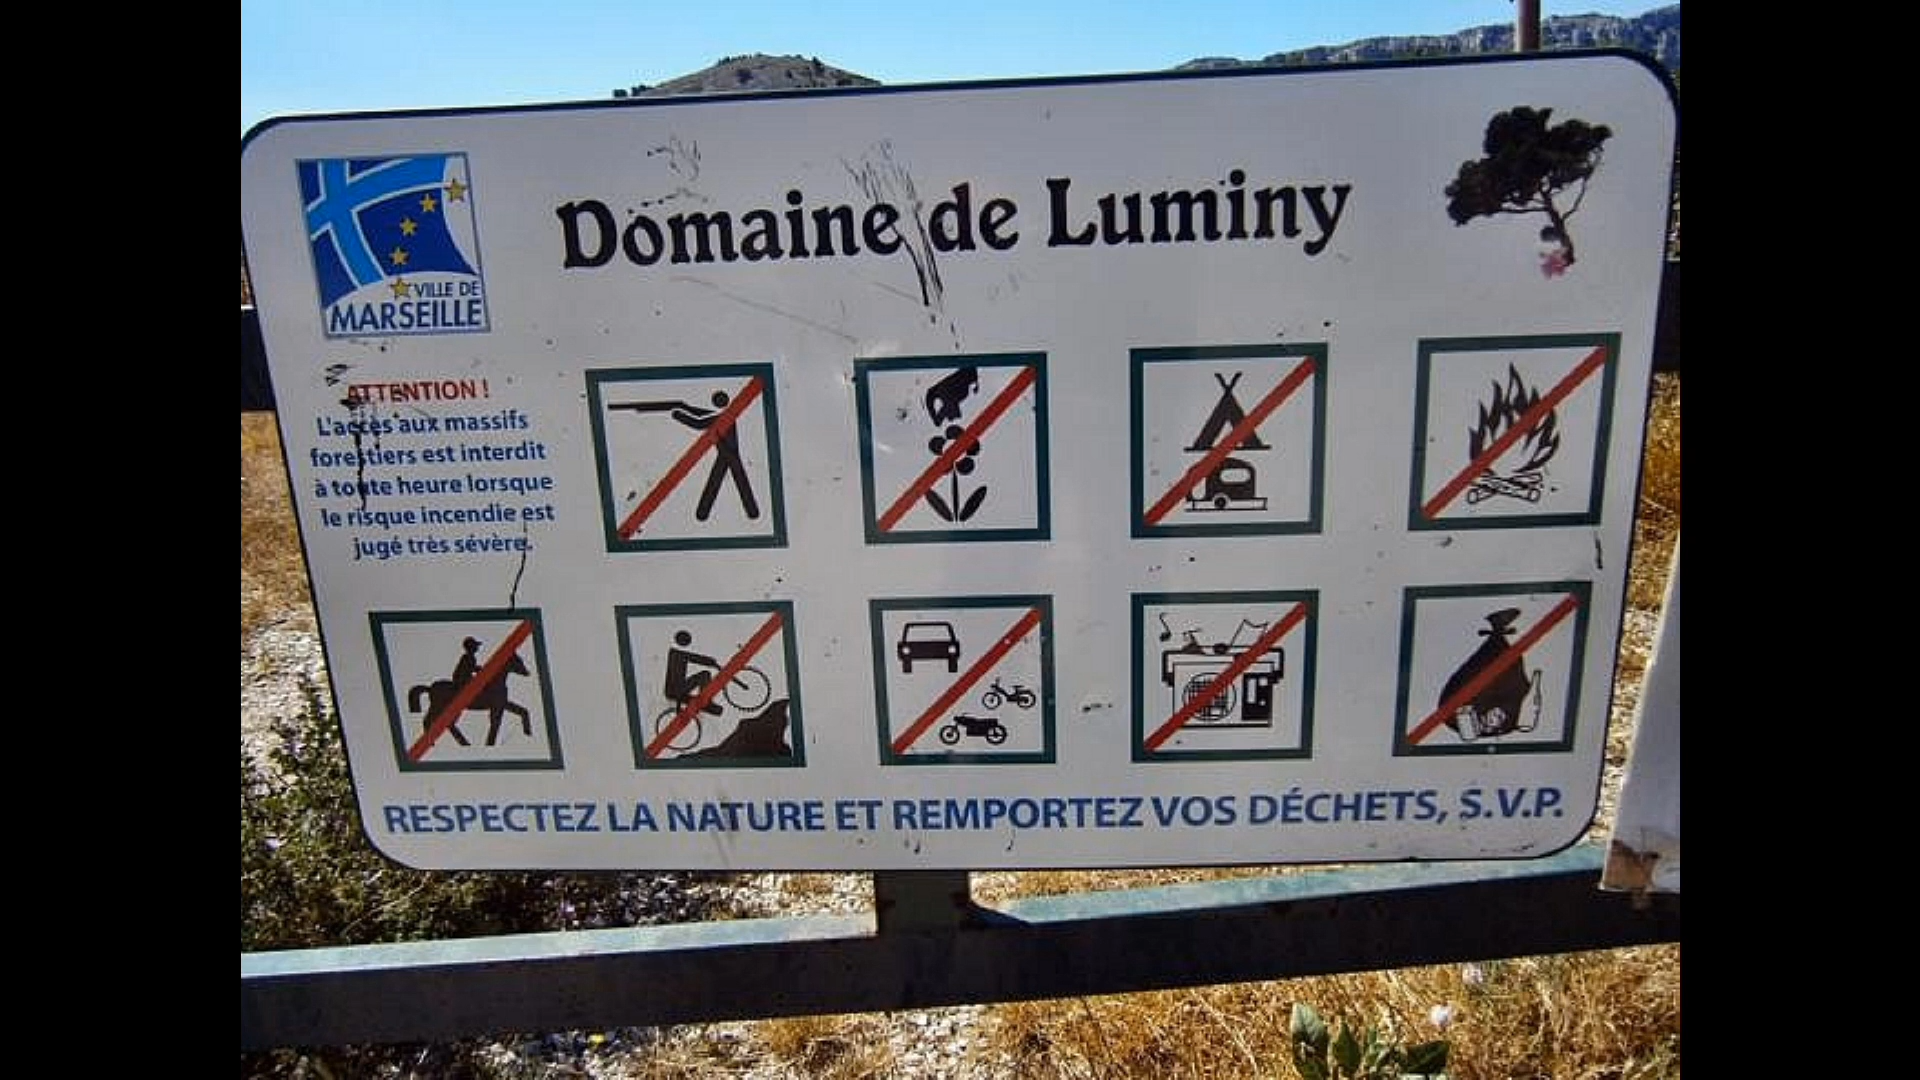 Domaine de Luminy
VILLE DE
MARSEILLE
ATTENTION !
L'accès aux massifs
forestiers est interdit
à toute heure lorsque
le risque incendie est
jugé très sévère.
RESPECTEZ LA NATURE ET REMPORTEZ VOS DÉCHETS, S.V.P.